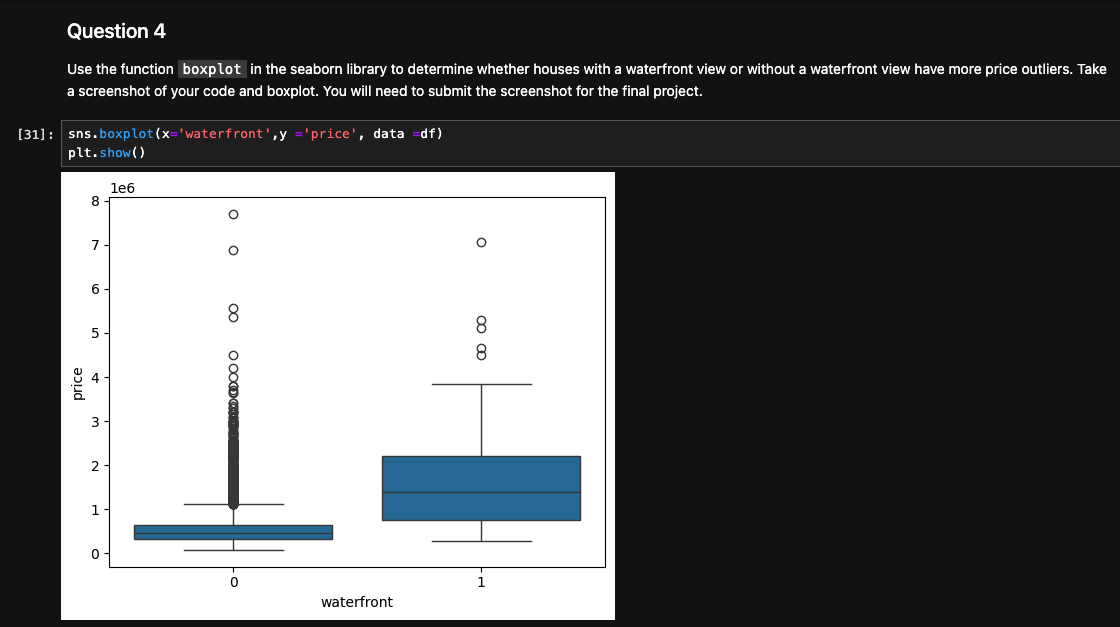 Question 4
Use the function boxplot in the seaborn library to determine whether houses with a waterfront view or without a waterfront view have more price outliers. Take
a screenshot of your code and boxplot. You will need to submit the screenshot for the final project.
[31]: sns.boxplot(x='waterfront',y ='price', data =df)
plt.show()
1e6
8
7
6
5
4
3
2
1
0
price
0 1
waterfront